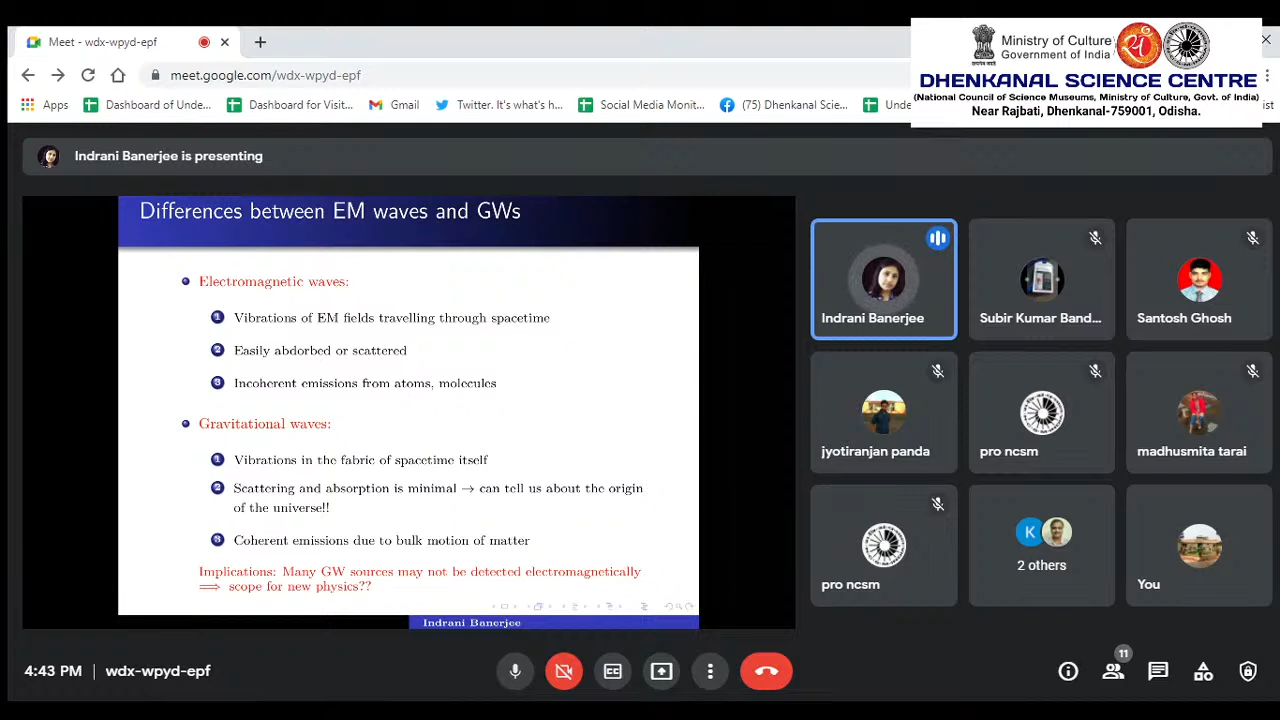 Meet - wdx-wpyd-epf
meet.google.com/wdx-wpyd-epf
Apps
Dashboard of Unde...
Dashboard for Visit...
Gmail
Twitter. It's what's h...
Social Media Monit...
(75) Dhenkanal Scie...
Unde
ist
Ministry of Culture
Government of India
DHENKANAL SCIENCE CENTRE
(National Council of Science Museums, Ministry of Culture, Govt. of India)
Near Rajbati, Dhenkanal-759001, Odisha.
Indrani Banerjee is presenting
Differences between EM waves and GWs
Electromagnetic waves:
1 Vibrations of EM fields travelling through spacetime
2 Easily abdorbed or scattered
3 Incoherent emissions from atoms, molecules
Gravitational waves:
1 Vibrations in the fabric of spacetime itself
2 Scattering and absorption is minimal → can tell us about the origin
of the universe!!
3 Coherent emissions due to bulk motion of matter
Implications: Many GW sources may not be detected electromagnetically
⟹ scope for new physics??
Indrani Banerjee
Indrani Banerjee
Subir Kumar Band...
Santosh Ghosh
jyotiranjan panda
pro ncsm
madhusmita tarai
pro ncsm
K
2 others
You
4:43 PM | wdx-wpyd-epf
11